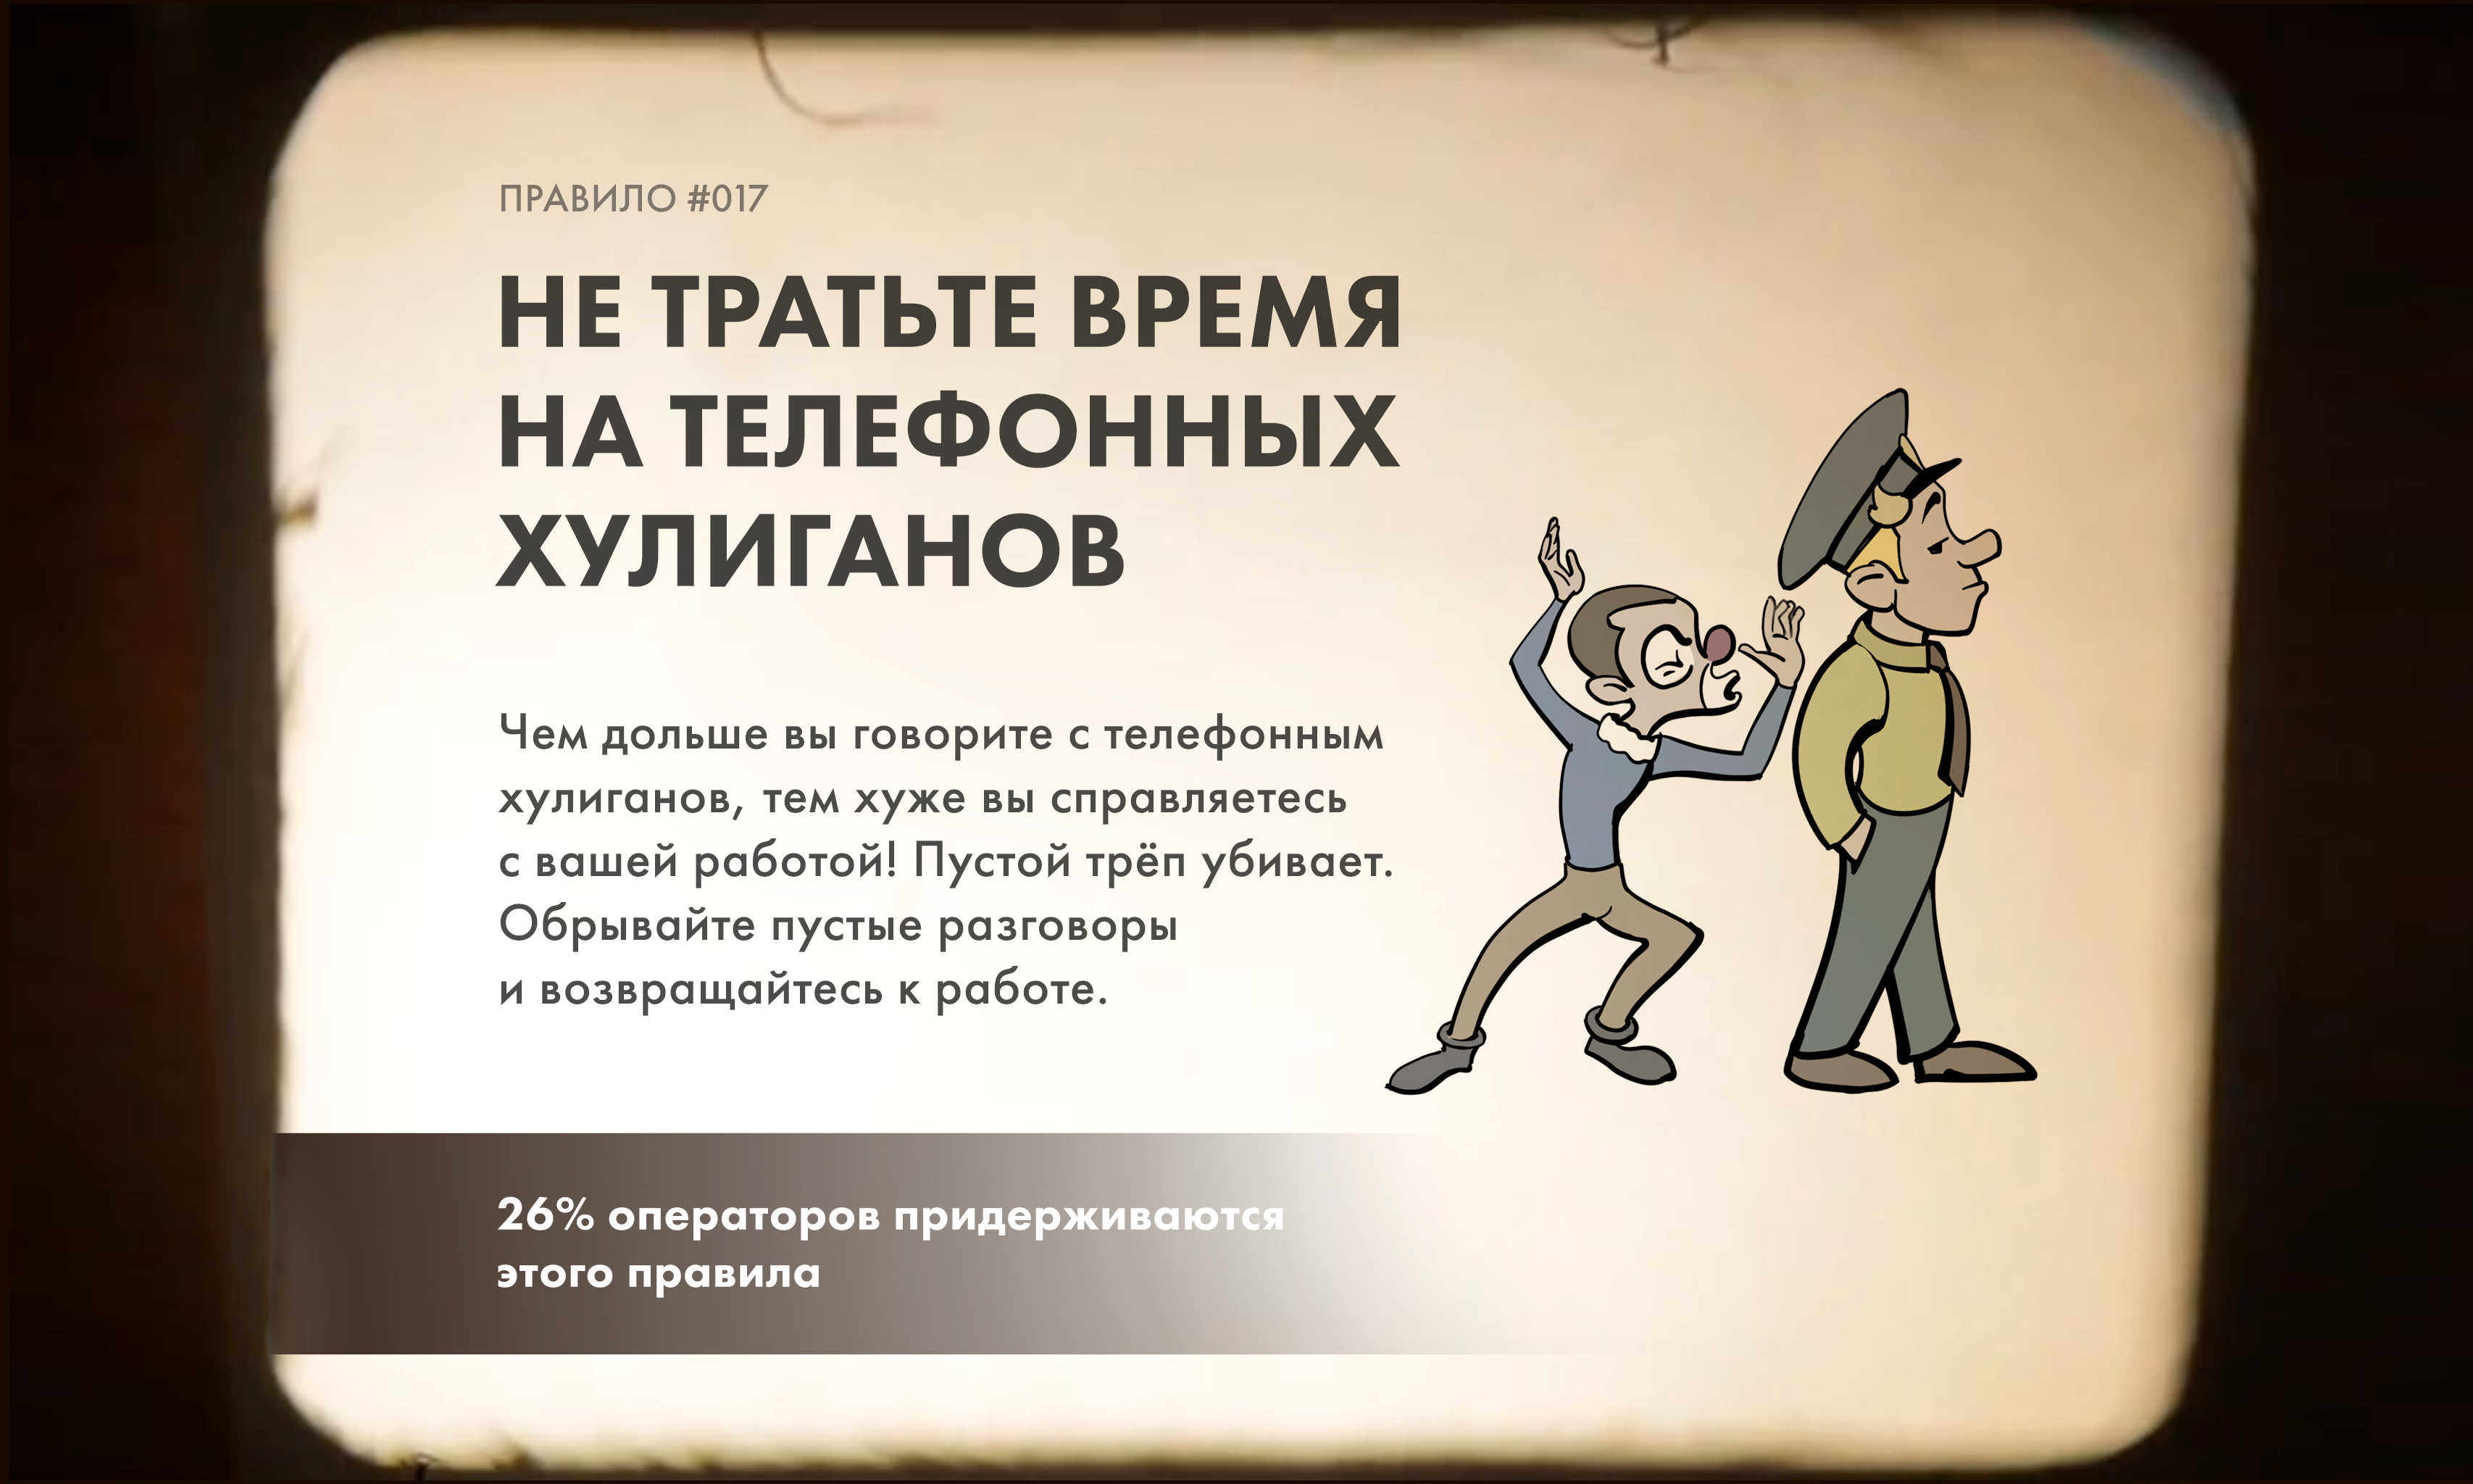 ПРАВИЛО #017
НЕ ТРАТЬТЕ ВРЕМЯ
НА ТЕЛЕФОННЫХ
ХУЛИГАНОВ
Чем дольше вы говорите с телефонным
хулиганов, тем хуже вы справляетесь
с вашей работой! Пустой трёп убивает.
Обрывайте пустые разговоры
и возвращайтесь к работе.
26% операторов придерживаются
этого правила